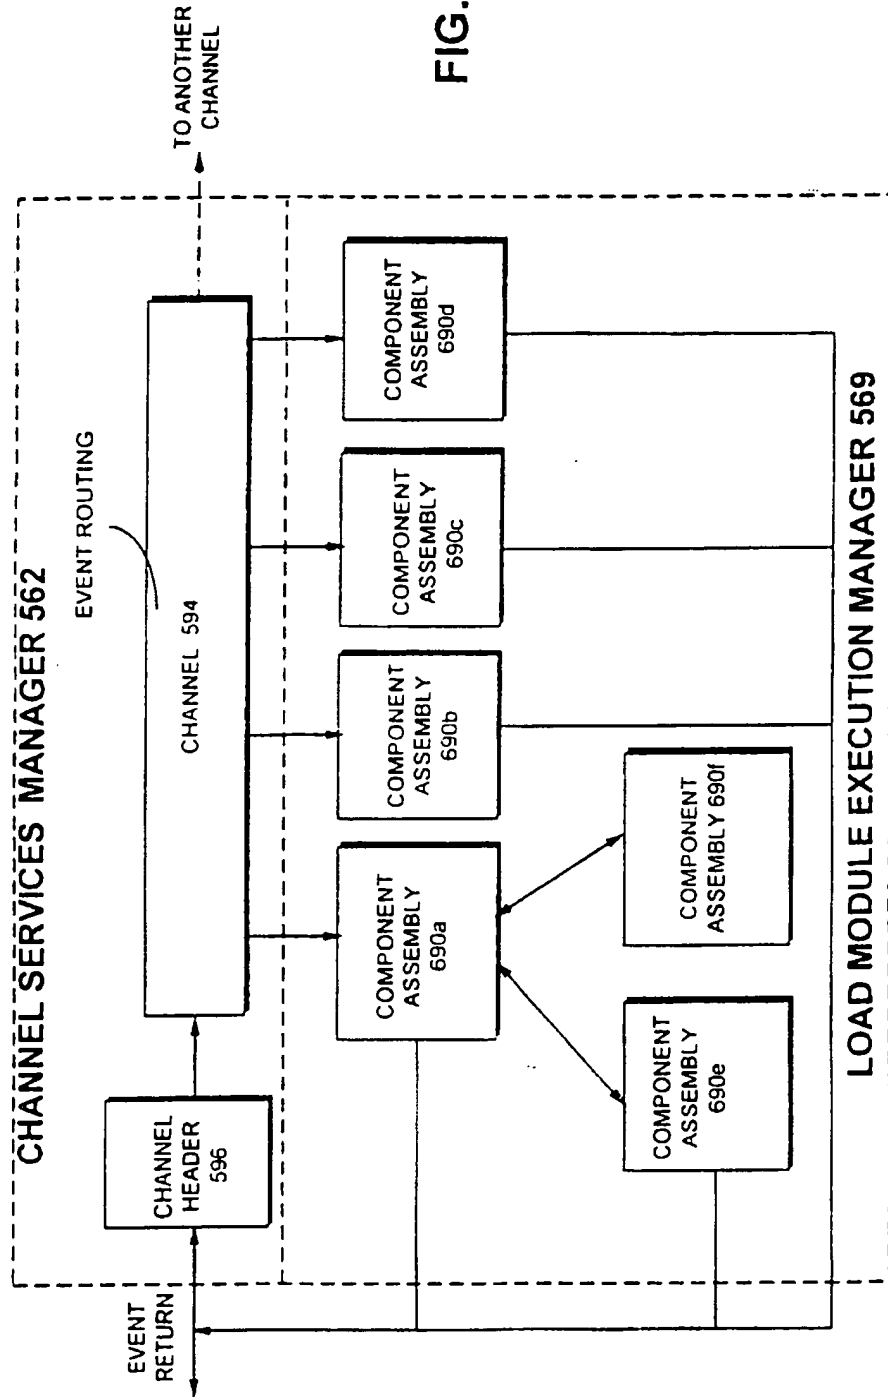 CHANNEL SERVICES MANAGER 562
EVENT ROUTING
EVENT
RETURN
CHANNEL
HEADER
596
CHANNEL 594
TO ANOTHER
CHANNEL
COMPONENT
ASSEMBLY
690a
COMPONENT
ASSEMBLY
690b
COMPONENT
ASSEMBLY
690c
COMPONENT
ASSEMBLY
690d
COMPONENT
ASSEMBLY
690e
COMPONENT
ASSEMBLY 690f
LOAD MODULE EXECUTION MANAGER 569
FIG.